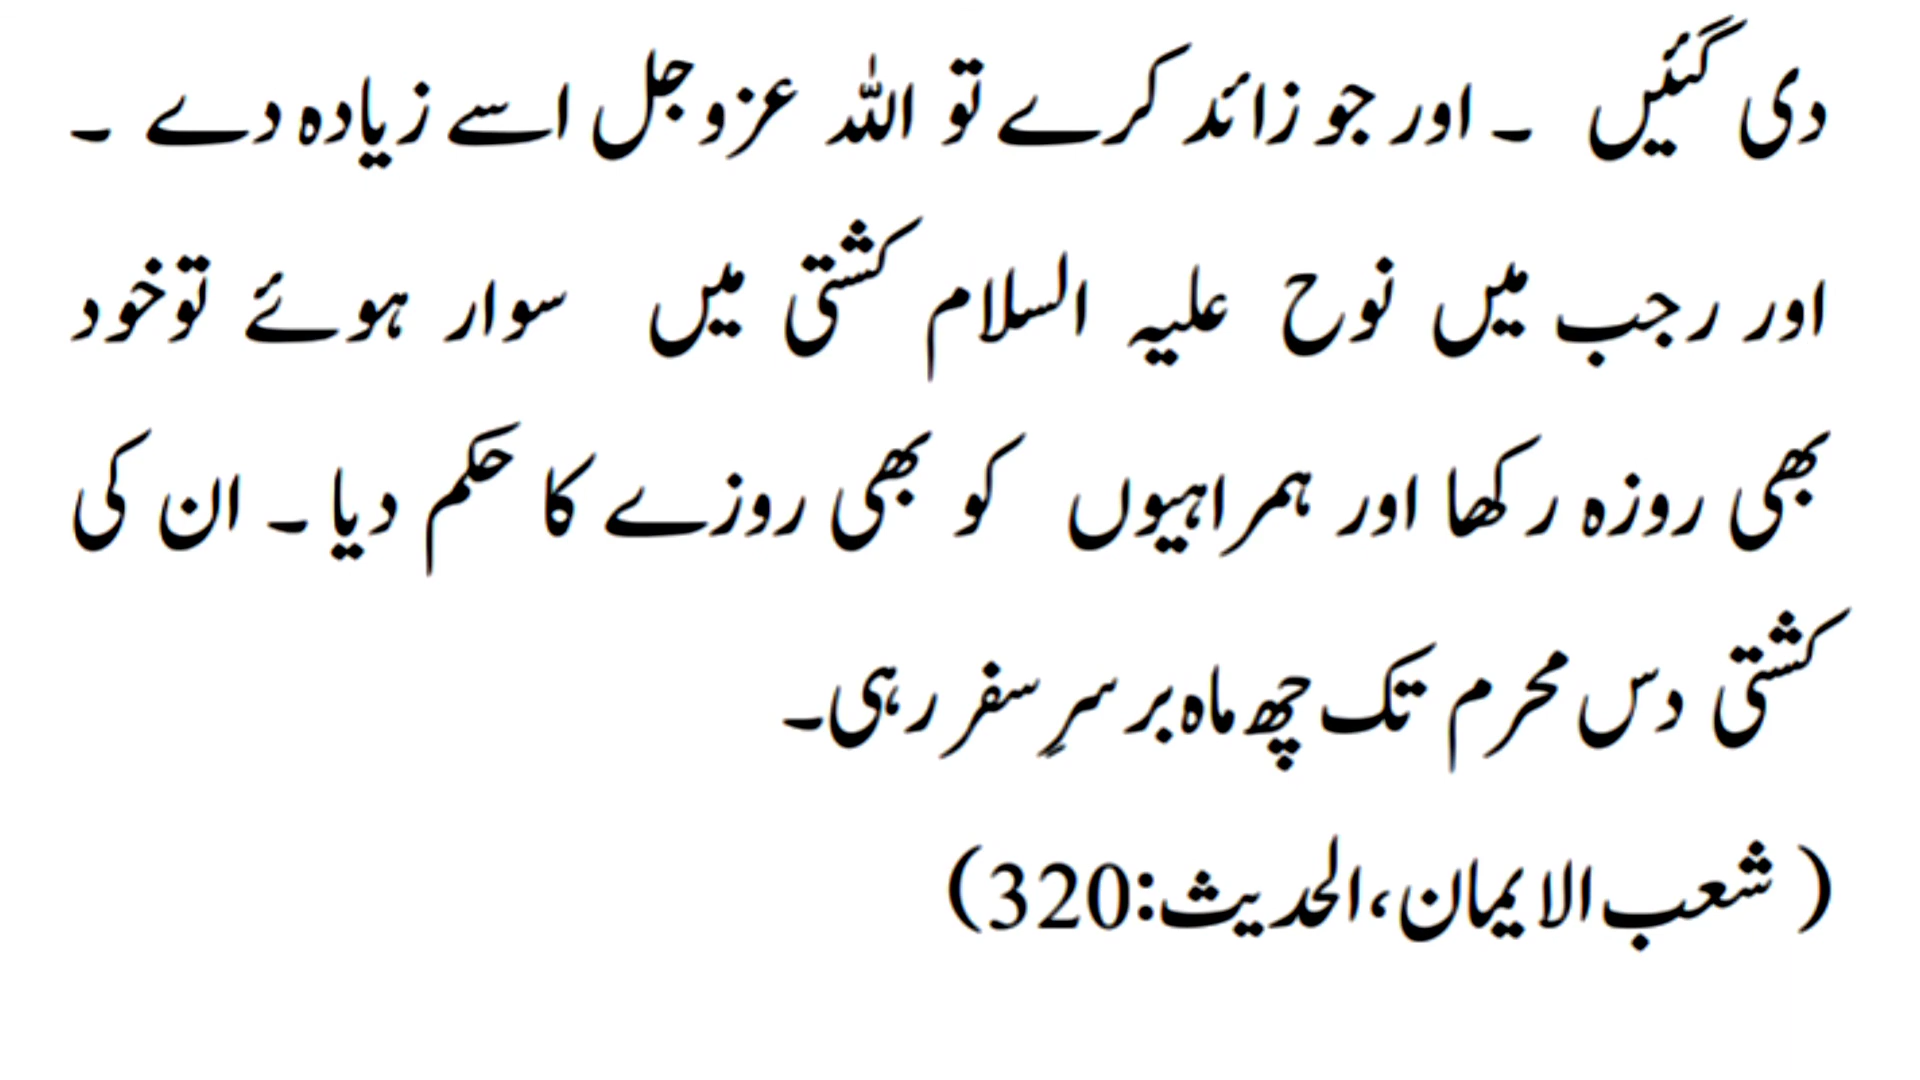 دی گئیں ۔ اور جو زائد کرے تو اللہ عزوجل اسے زیادہ دے ۔
اور رجب میں نوح علیہ السلام کشتی میں سوار ہوئے توخود
بھی روزہ رکھا اور ہمراہیوں کو بھی روزے کا حکم دیا ۔ ان کی
کشتی دس محرم تک چھ ماہ بر سرِ سفر رہی۔
( شعب الایمان،الحدیث:320)